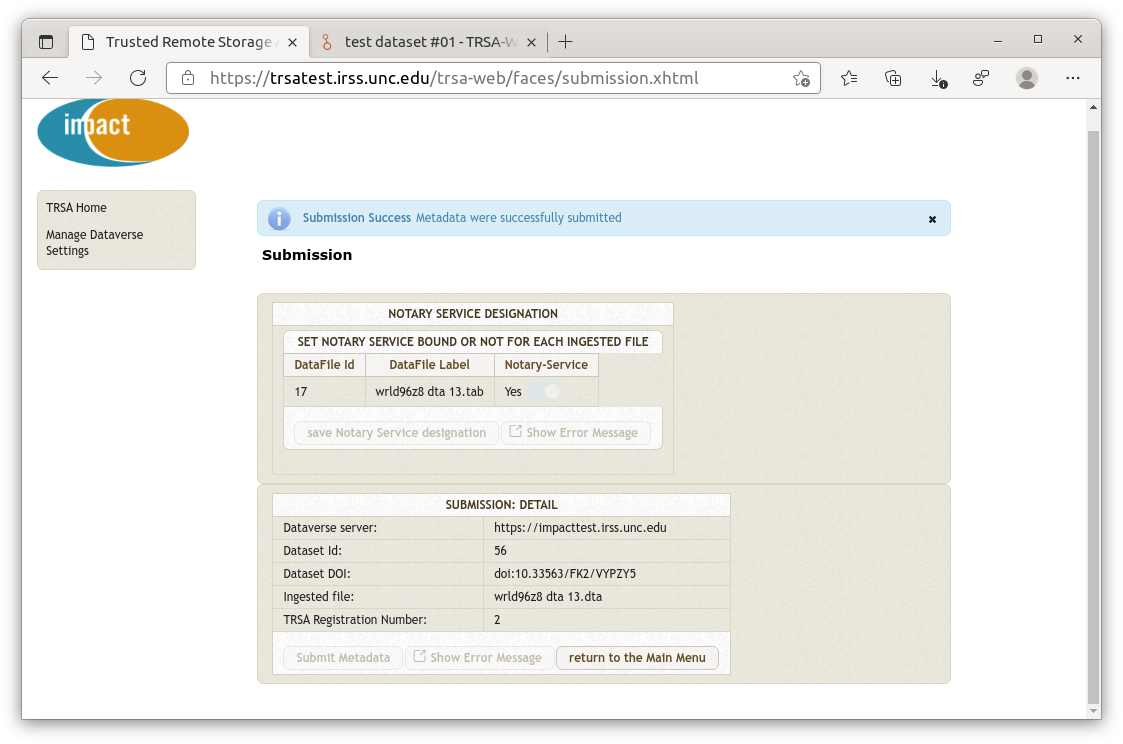 Trusted Remote Storage A
test dataset #01 - TRSA-W
https://trsatest.irss.unc.edu/trsa-web/faces/submission.xhtml
impact
TRSA Home
Manage Dataverse
Settings
Submission Success Metadata were successfully submitted
Submission
NOTARY SERVICE DESIGNATION
SET NOTARY SERVICE BOUND OR NOT FOR EACH INGESTED FILE
DataFile Id DataFile Label Notary-Service
17 wrld96z8 dta 13.tab Yes
save Notary Service designation Show Error Message
SUBMISSION: DETAIL
Dataverse server: https://impacttest.irss.unc.edu
Dataset Id: 56
Dataset DOI: doi:10.33563/FK2/VYPZY5
Ingested file: wrld96z8 dta 13.dta
TRSA Registration Number: 2
Submit Metadata Show Error Message return to the Main Menu